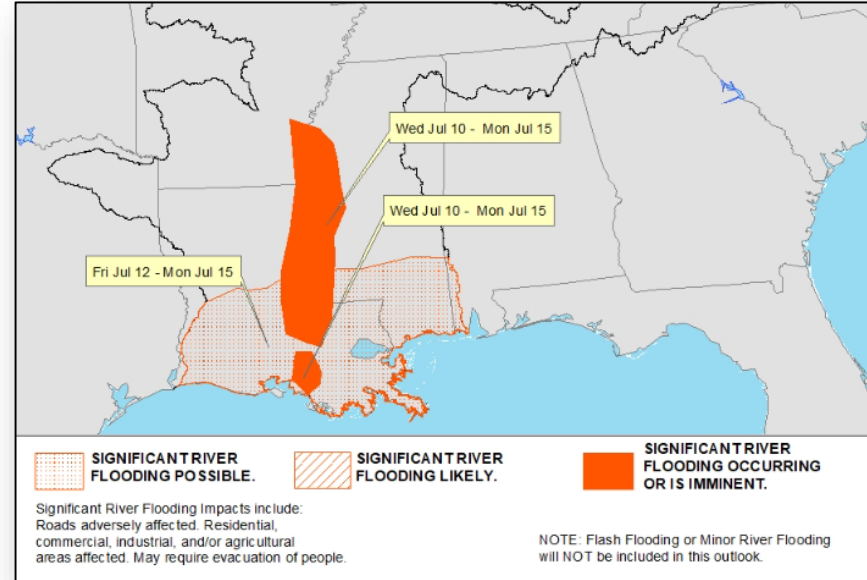 Wed Jul 10 - Mon Jul 15
Wed Jul 10 - Mon Jul 15
Fri Jul 12 - Mon Jul 15
SIGNIFICANT RIVER
FLOODING POSSIBLE.
SIGNIFICANT RIVER
FLOODING LIKELY.
SIGNIFICANT RIVER
FLOODING OCCURRING
OR IS IMMINENT.
Significant River Flooding Impacts include:
Roads adversely affected. Residential,
commercial, industrial, and/or agricultural
areas affected. May require evacuation of people.
NOTE: Flash Flooding or Minor River Flooding
will NOT be included in this outlook.